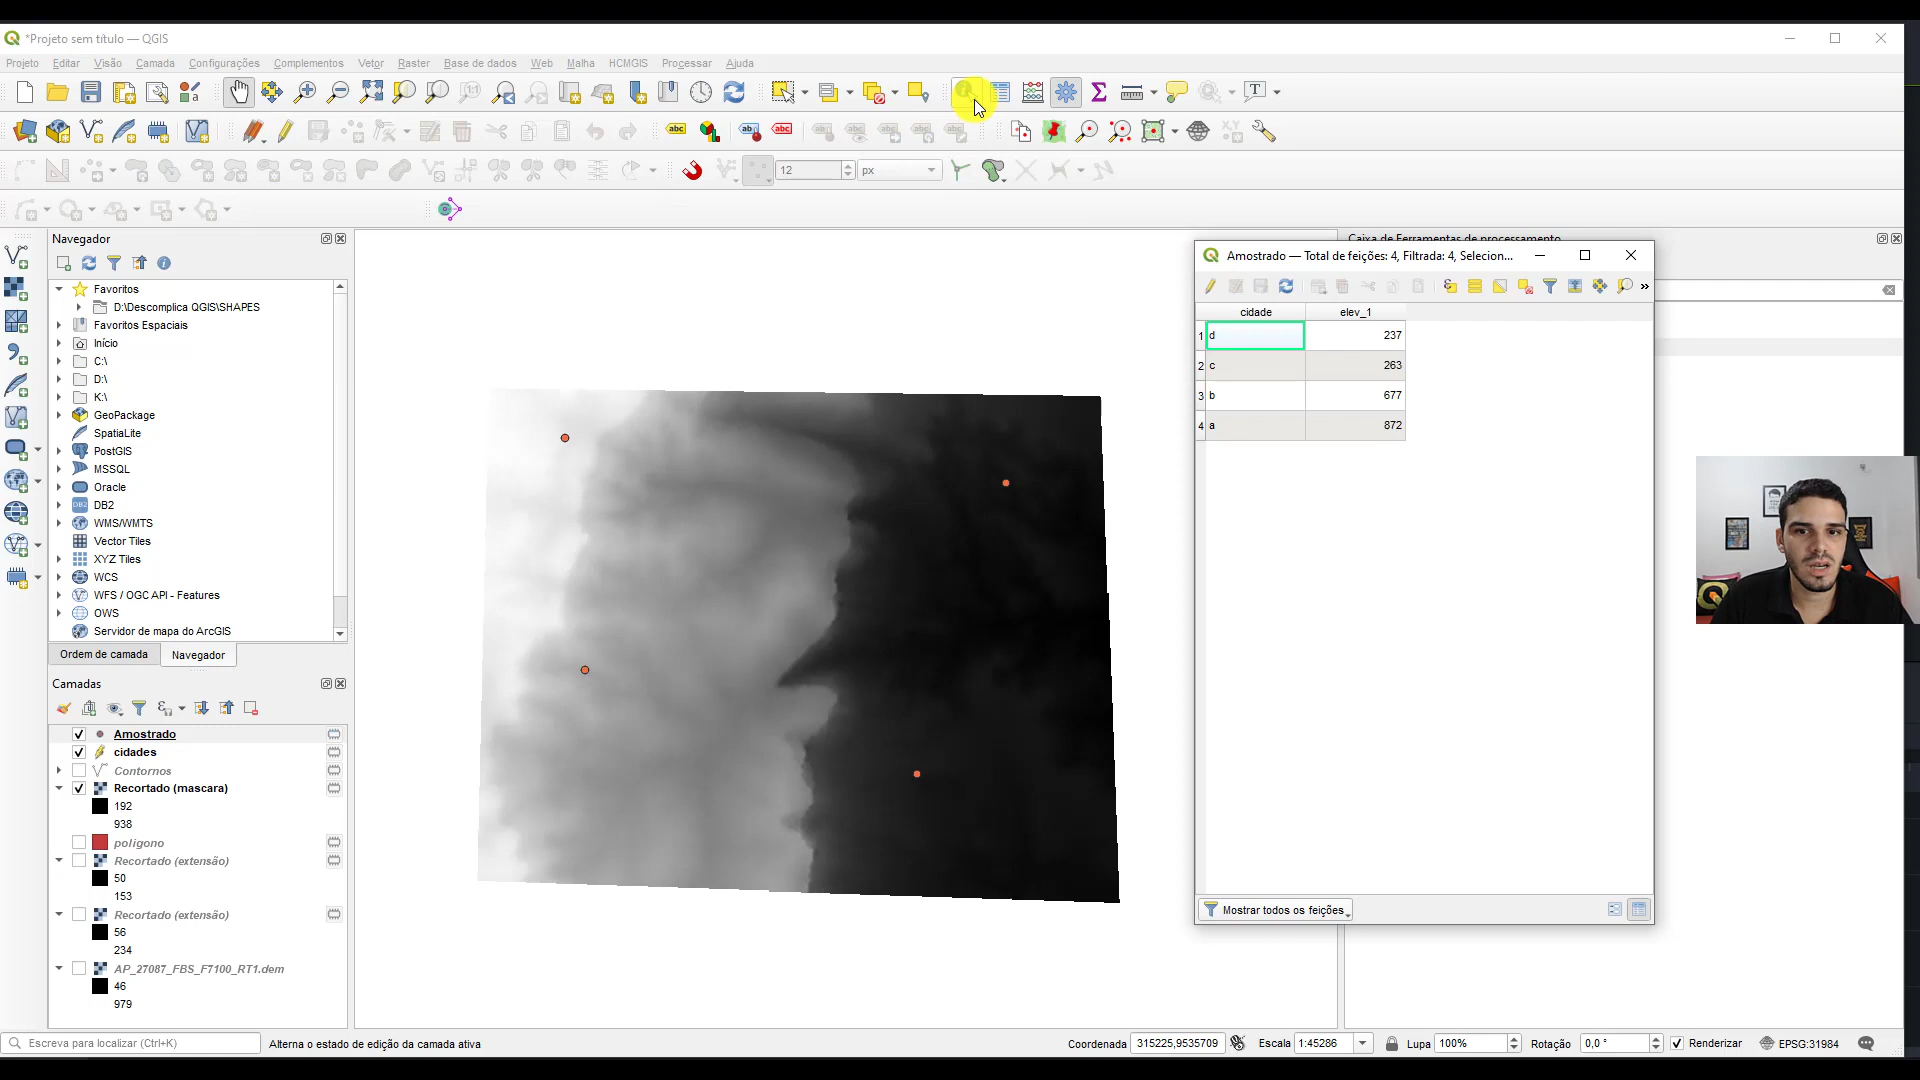 *Projeto sem título — QGIS
Projeto Editar Visão Camada Configurações Complementos Vetor Raster Base de dados Web Malha HCMGIS Processar Ajuda
abc abc abc
12 px
Navegador
Favoritos
D:\Descomplica QGIS\SHAPES
Favoritos Espaciais
Início
C:\
D:\
K:\
GeoPackage
SpatiaLite
PostGIS
MSSQL
Oracle
DB2
WMS/WMTS
Vector Tiles
XYZ Tiles
WCS
WFS / OGC API - Features
OWS
Servidor de mapa do ArcGIS
Ordem de camada Navegador
Camadas
Amostrado
cidades
Contornos
Recortado (mascara)
192
938
poligono
Recortado (extensão)
50
153
Recortado (extensão)
56
234
AP_27087_FBS_F7100_RT1.dem
46
979
Caixa de Ferramentas de processamento
Amostrado — Total de feições: 4, Filtrada: 4, Selecion...
cidade elev_1
1 d 237
2 c 263
3 b 677
4 a 872
Mostrar todos os feições
Escreva para localizar (Ctrl+K) Alterna o estado de edição da camada ativa Coordenada 315225,9535709 Escala 1:45286 Lupa 100% Rotação 0,0 ° Renderizar EPSG:31984